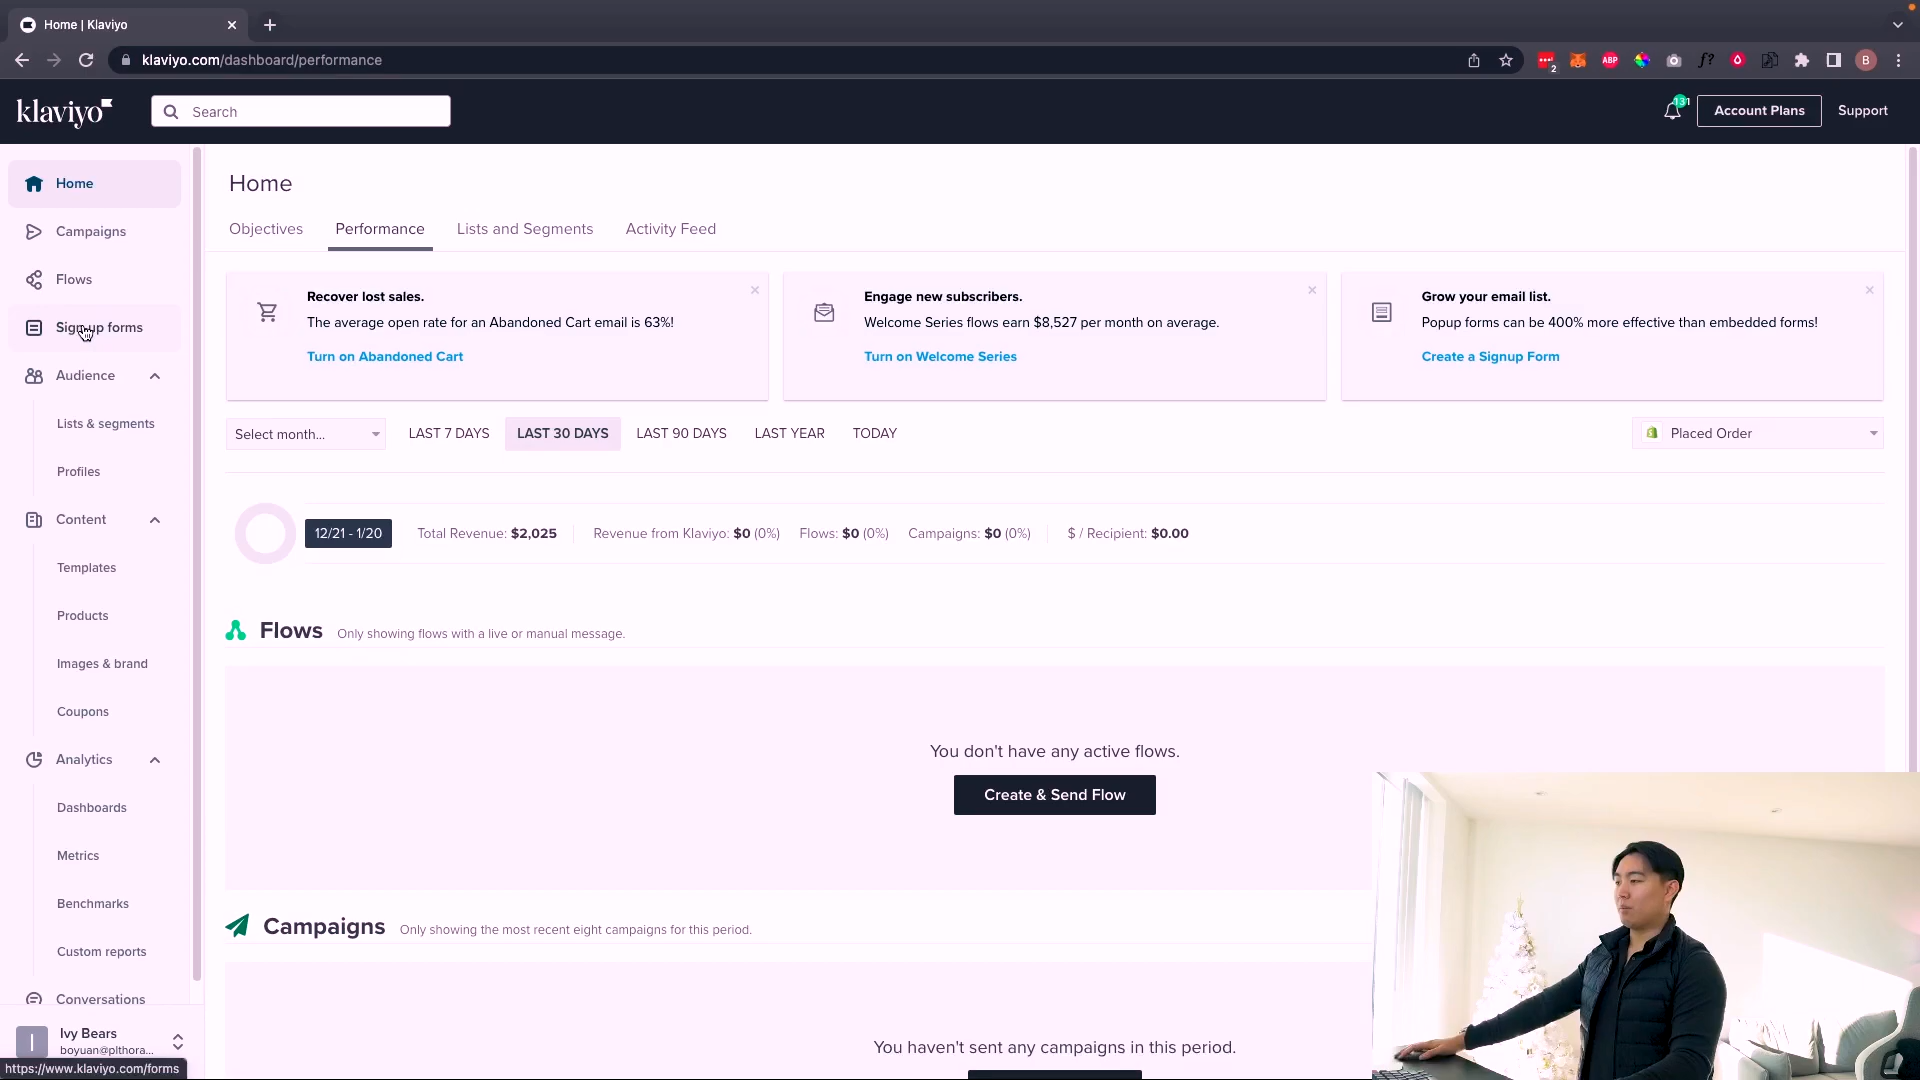 Home | Klaviyo
klaviyo.com/dashboard/performance
2
ABP
f?
B
klaviyo
Search
131
Account Plans
Support
Home
Campaigns
Flows
Signup forms
Audience
Lists & segments
Profiles
Content
Templates
Products
Images & brand
Coupons
Analytics
Dashboards
Metrics
Benchmarks
Custom reports
Conversations
I
Ivy Bears
boyuan@plthora...
https://www.klaviyo.com/forms
Home
Objectives
Performance
Lists and Segments
Activity Feed
Recover lost sales.
The average open rate for an Abandoned Cart email is 63%!
Turn on Abandoned Cart
Engage new subscribers.
Welcome Series flows earn $8,527 per month on average.
Turn on Welcome Series
Grow your email list.
Popup forms can be 400% more effective than embedded forms!
Create a Signup Form
Select month...
LAST 7 DAYS
LAST 30 DAYS
LAST 90 DAYS
LAST YEAR
TODAY
Placed Order
12/21 - 1/20
Total Revenue: $2,025
Revenue from Klaviyo: $0 (0%)
Flows: $0 (0%)
Campaigns: $0 (0%)
$ / Recipient: $0.00
Flows
Only showing flows with a live or manual message.
You don't have any active flows.
Create & Send Flow
Campaigns
Only showing the most recent eight campaigns for this period.
You haven't sent any campaigns in this period.